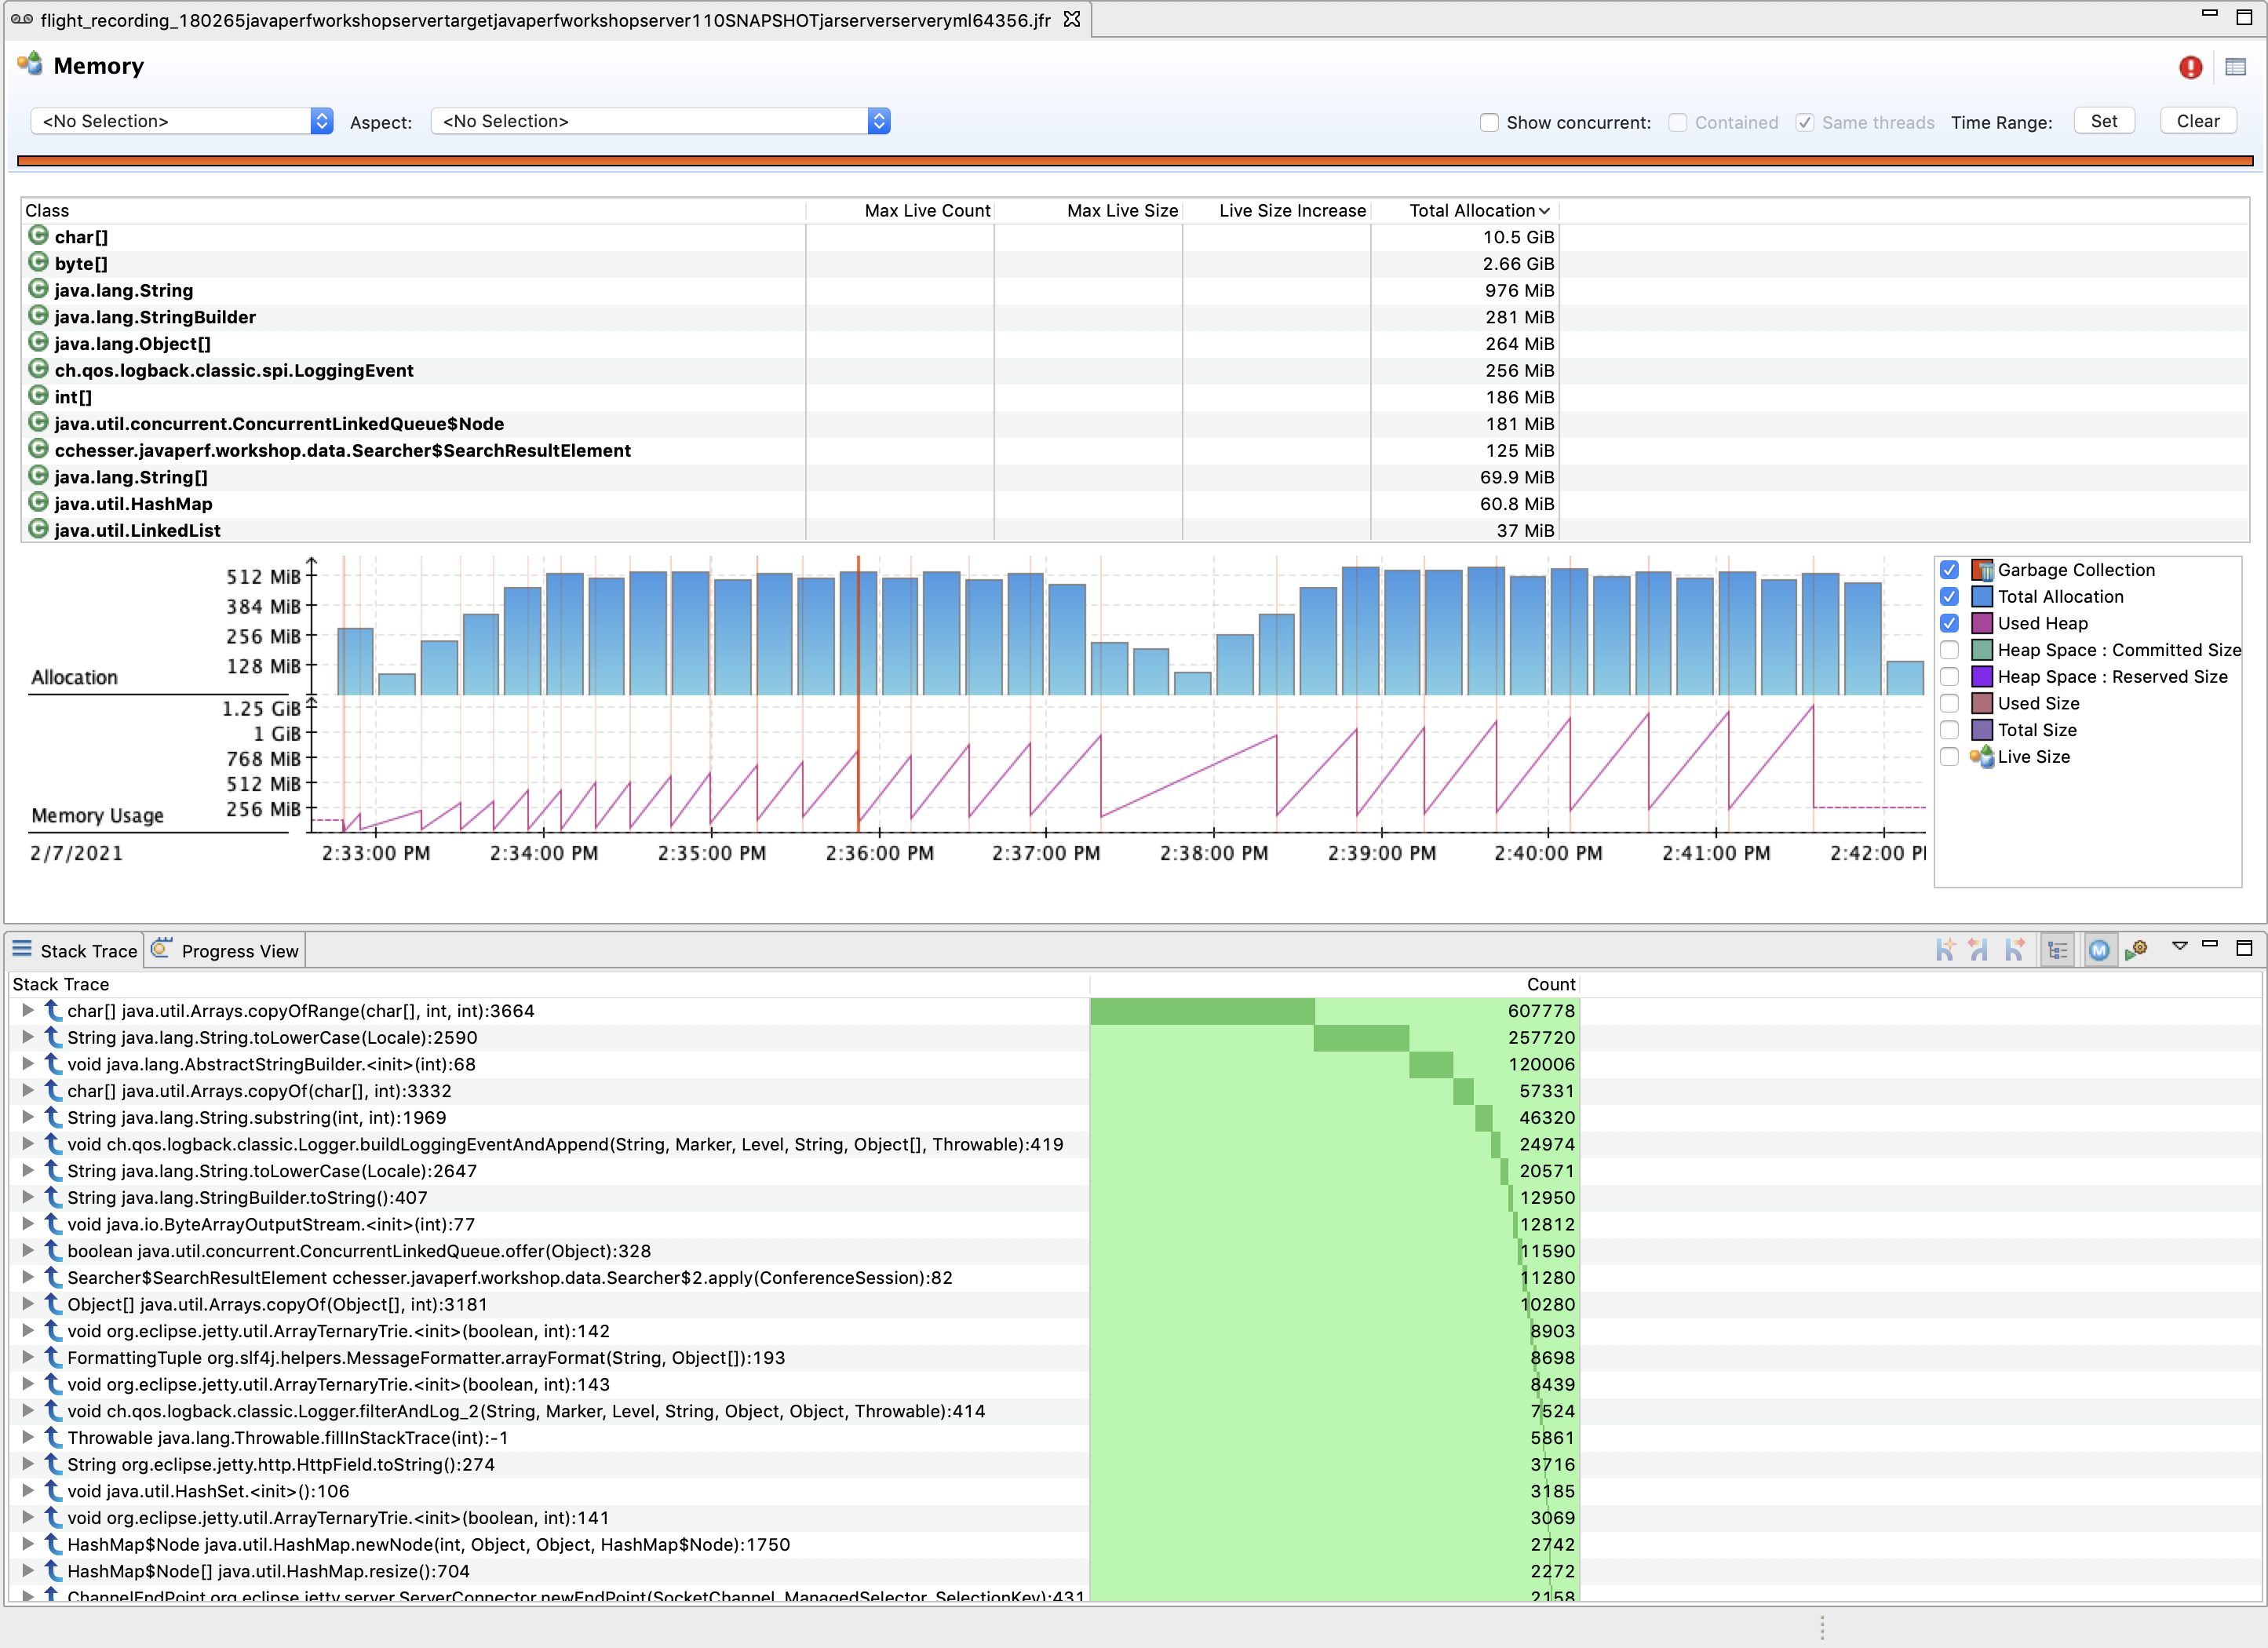 flight_recording_180265javaperfworkshopservertargetjavaperfworkshopserver110SNAPSHOTjarserverserveryml64356.jfr
Memory
<No Selection> Aspect: <No Selection> Show concurrent: Contained Same threads Time Range: Set Clear
Class Max Live Count Max Live Size Live Size Increase Total Allocation
char[] 10.5 GiB
byte[] 2.66 GiB
java.lang.String 976 MiB
java.lang.StringBuilder 281 MiB
java.lang.Object[] 264 MiB
ch.qos.logback.classic.spi.LoggingEvent 256 MiB
int[] 186 MiB
java.util.concurrent.ConcurrentLinkedQueue$Node 181 MiB
cchesser.javaperf.workshop.data.Searcher$SearchResultElement 125 MiB
java.lang.String[] 69.9 MiB
java.util.HashMap 60.8 MiB
java.util.LinkedList 37 MiB
512 MiB
384 MiB
256 MiB
128 MiB
Allocation
1.25 GiB
1 GiB
768 MiB
512 MiB
256 MiB
Memory Usage
2/7/2021 2:33:00 PM 2:34:00 PM 2:35:00 PM 2:36:00 PM 2:37:00 PM 2:38:00 PM 2:39:00 PM 2:40:00 PM 2:41:00 PM 2:42:00 P
Garbage Collection
Total Allocation
Used Heap
Heap Space : Committed Size
Heap Space : Reserved Size
Used Size
Total Size
Live Size
Stack Trace Progress View
Stack Trace Count
char[] java.util.Arrays.copyOfRange(char[], int, int):3664 607778
String java.lang.String.toLowerCase(Locale):2590 257720
void java.lang.AbstractStringBuilder.<init>(int):68 120006
char[] java.util.Arrays.copyOf(char[], int):3332 57331
String java.lang.String.substring(int, int):1969 46320
void ch.qos.logback.classic.Logger.buildLoggingEventAndAppend(String, Marker, Level, String, Object[], Throwable):419 24974
String java.lang.String.toLowerCase(Locale):2647 20571
String java.lang.StringBuilder.toString():407 12950
void java.io.ByteArrayOutputStream.<init>(int):77 12812
boolean java.util.concurrent.ConcurrentLinkedQueue.offer(Object):328 11590
Searcher$SearchResultElement cchesser.javaperf.workshop.data.Searcher$2.apply(ConferenceSession):82 11280
Object[] java.util.Arrays.copyOf(Object[], int):3181 10280
void org.eclipse.jetty.util.ArrayTernaryTrie.<init>(boolean, int):142 8903
FormattingTuple org.slf4j.helpers.MessageFormatter.arrayFormat(String, Object[]):193 8698
void org.eclipse.jetty.util.ArrayTernaryTrie.<init>(boolean, int):143 8439
void ch.qos.logback.classic.Logger.filterAndLog_2(String, Marker, Level, String, Object, Object, Throwable):414 7524
Throwable java.lang.Throwable.fillInStackTrace(int):-1 5861
String org.eclipse.jetty.http.HttpField.toString():274 3716
void java.util.HashSet.<init>():106 3185
void org.eclipse.jetty.util.ArrayTernaryTrie.<init>(boolean, int):141 3069
HashMap$Node java.util.HashMap.newNode(int, Object, Object, HashMap$Node):1750 2742
HashMap$Node[] java.util.HashMap.resize():704 2272
ChannelEndPoint org.eclipse.jetty.server.ServerConnector.newEndPoint(SocketChannel, ManagedSelector, SelectionKey):431 2158